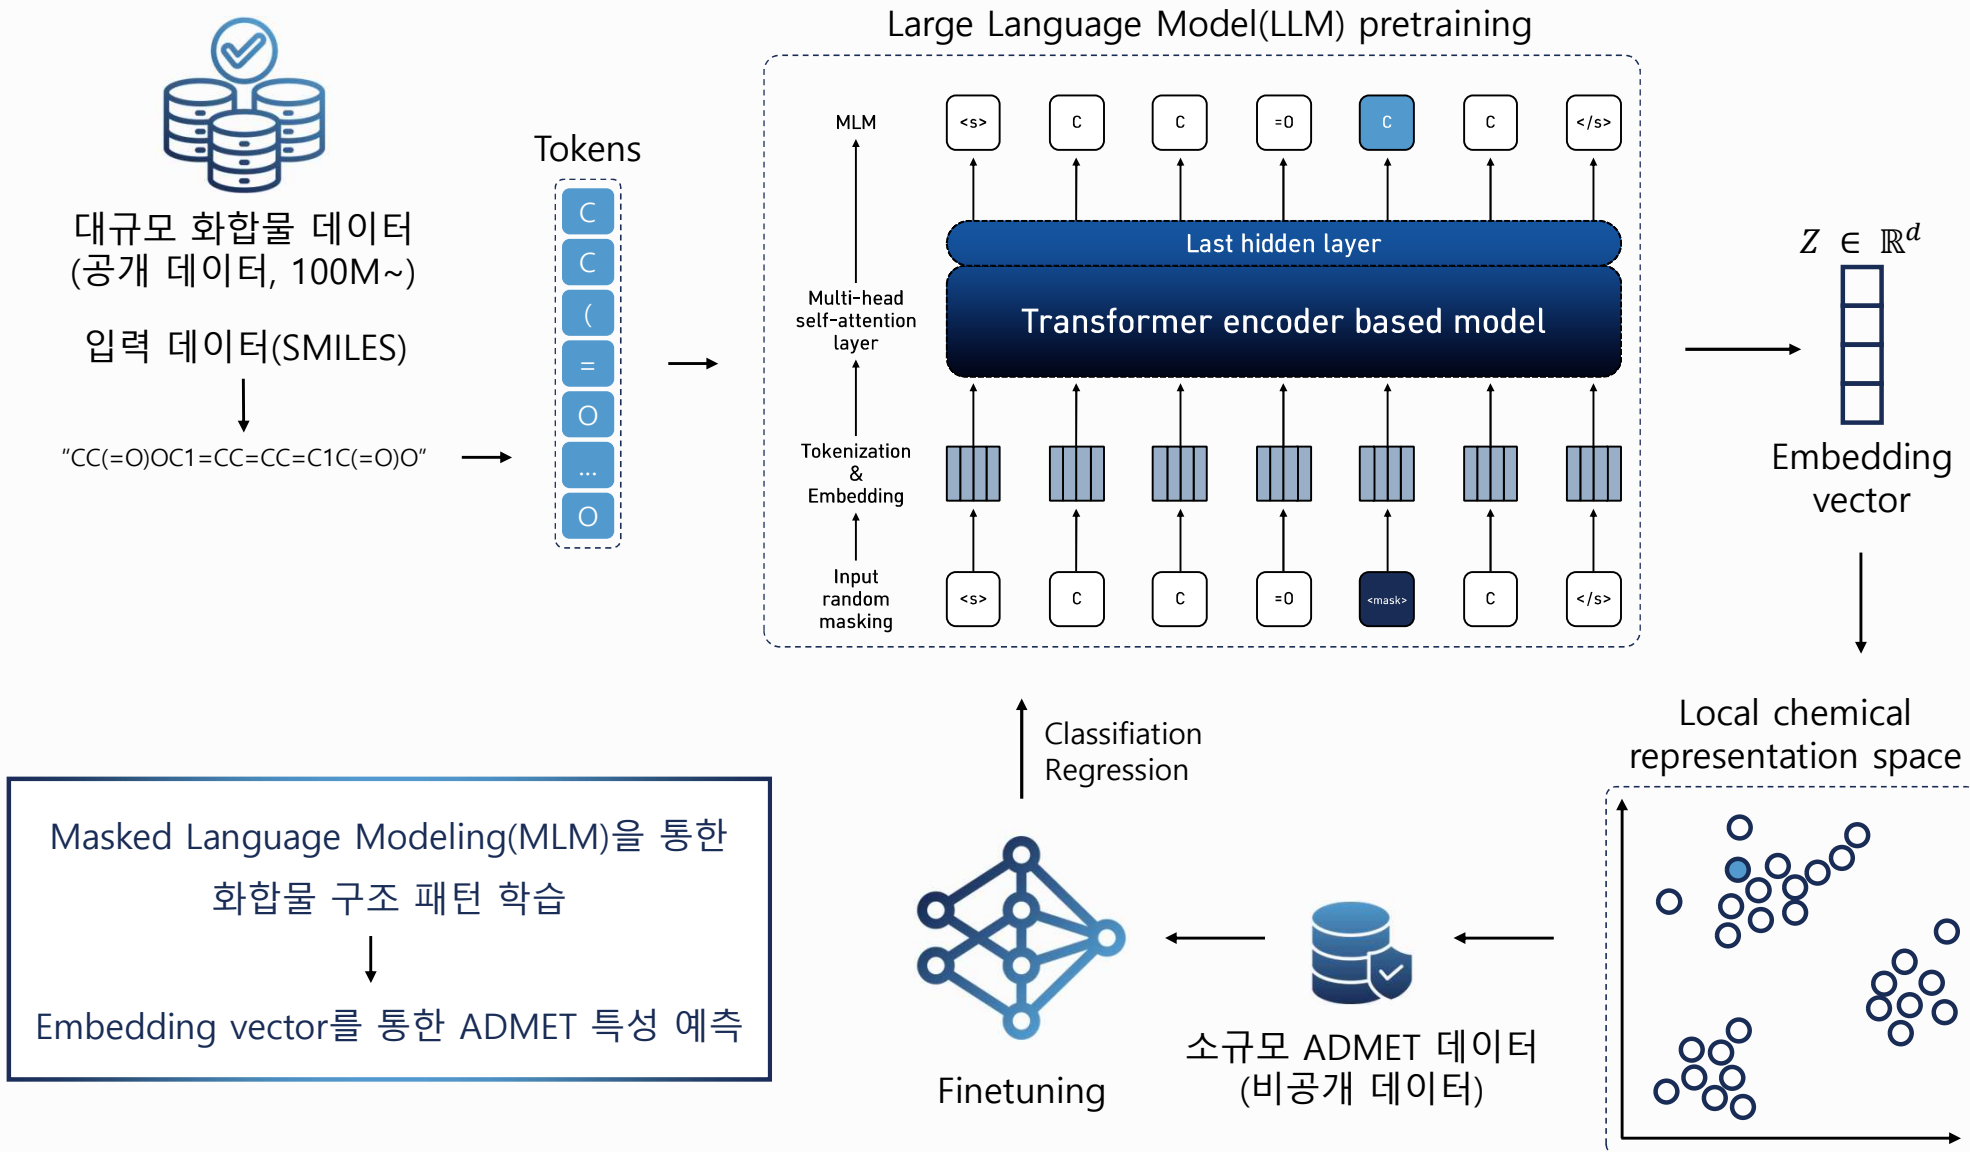 Large Language Model(LLM) pretraining
대규모 화합물 데이터
(공개 데이터, 100M~)
입력 데이터(SMILES)
"CC(=O)OC1=CC=CC=C1C(=O)O"
Tokens
C
C
(
=
O
...
O
MLM
<s>
C
C
=O
C
C
</s>
Last hidden layer
Multi-head
self-attention
layer
Transformer encoder based model
Tokenization
&
Embedding
Input
random
masking
<s>
C
C
=O
<mask>
C
</s>
Z ∈ ℝ^d
Embedding
vector
Local chemical
representation space
소규모 ADMET 데이터
(비공개 데이터)
Finetuning
Classifiation
Regression
Masked Language Modeling(MLM)을 통한
화합물 구조 패턴 학습
Embedding vector를 통한 ADMET 특성 예측